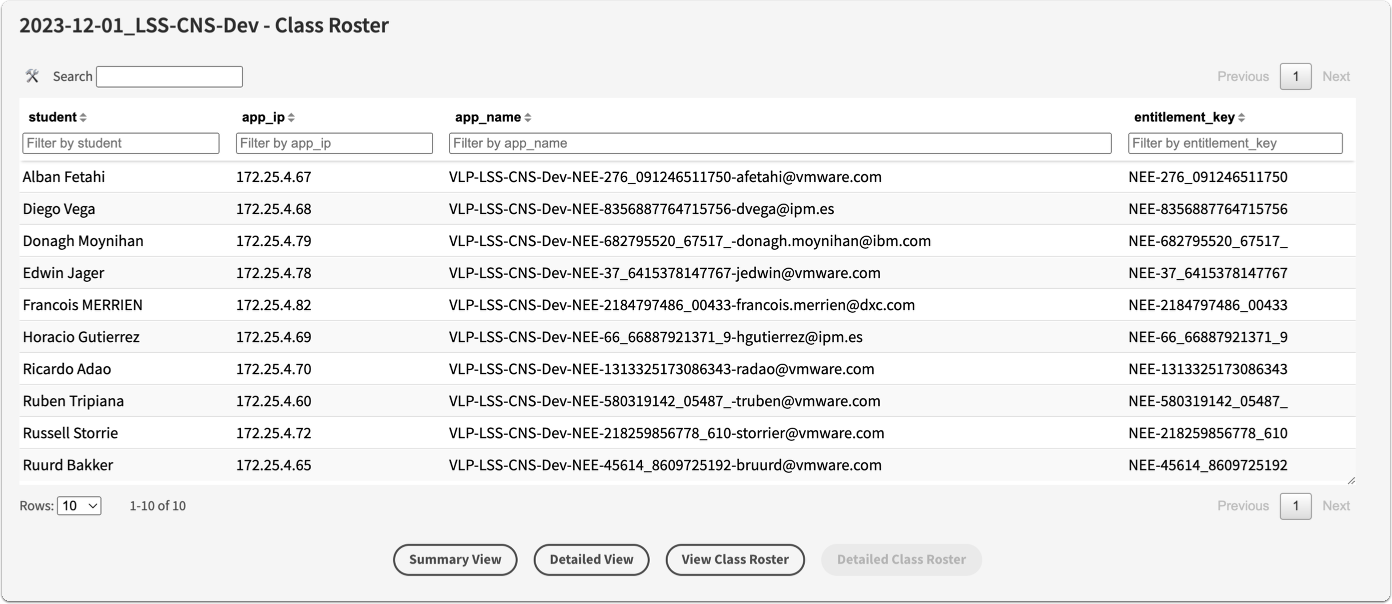 2023-12-01_LSS-CNS-Dev - Class Roster
Search Previous 1 Next
student app_ip app_name entitlement_key
Filter by student Filter by app_ip Filter by app_name Filter by entitlement_key
Alban Fetahi 172.25.4.67 VLP-LSS-CNS-Dev-NEE-276_091246511750-afetahi@vmware.com NEE-276_091246511750
Diego Vega 172.25.4.68 VLP-LSS-CNS-Dev-NEE-8356887764715756-dvega@ipm.es NEE-8356887764715756
Donagh Moynihan 172.25.4.79 VLP-LSS-CNS-Dev-NEE-682795520_67517_-donagh.moynihan@ibm.com NEE-682795520_67517_
Edwin Jager 172.25.4.78 VLP-LSS-CNS-Dev-NEE-37_6415378147767-jedwin@vmware.com NEE-37_6415378147767
Francois MERRIEN 172.25.4.82 VLP-LSS-CNS-Dev-NEE-2184797486_00433-francois.merrien@dxc.com NEE-2184797486_00433
Horacio Gutierrez 172.25.4.69 VLP-LSS-CNS-Dev-NEE-66_66887921371_9-hgutierrez@ipm.es NEE-66_66887921371_9
Ricardo Adao 172.25.4.70 VLP-LSS-CNS-Dev-NEE-1313325173086343-radao@vmware.com NEE-1313325173086343
Ruben Tripiana 172.25.4.60 VLP-LSS-CNS-Dev-NEE-580319142_05487_-truben@vmware.com NEE-580319142_05487_
Russell Storrie 172.25.4.72 VLP-LSS-CNS-Dev-NEE-218259856778_610-storrier@vmware.com NEE-218259856778_610
Ruurd Bakker 172.25.4.65 VLP-LSS-CNS-Dev-NEE-45614_8609725192-bruurd@vmware.com NEE-45614_8609725192
Rows: 10 1-10 of 10 Previous 1 Next
Summary View Detailed View View Class Roster Detailed Class Roster